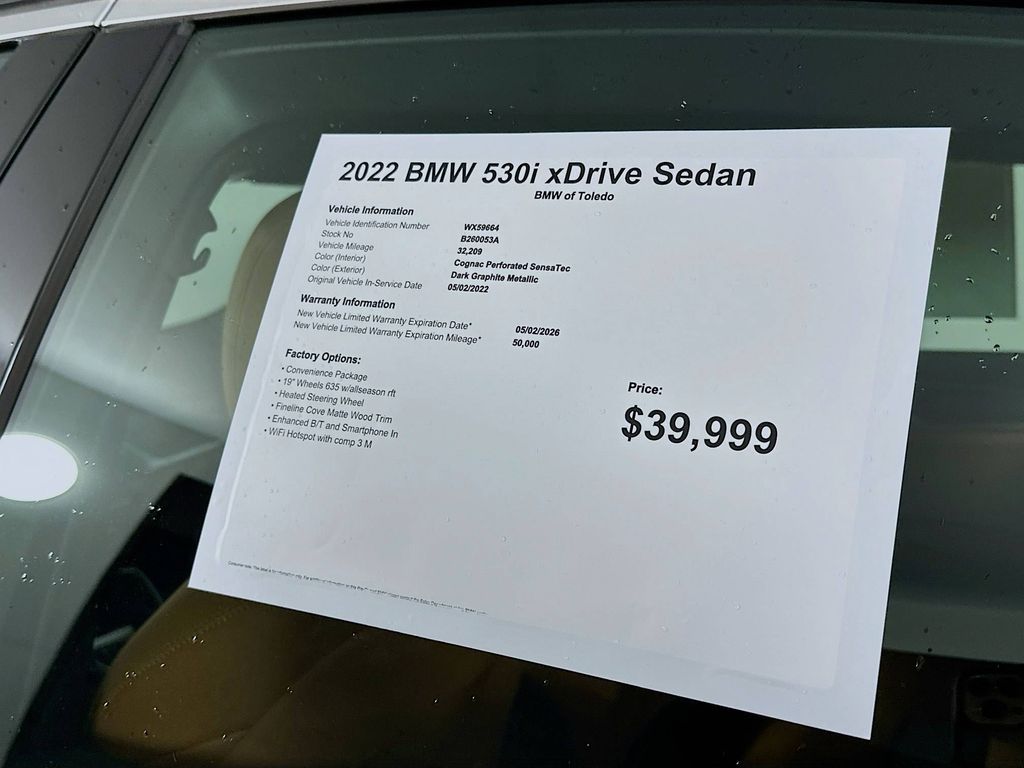 2022 BMW 530i xDrive Sedan
BMW of Toledo
Vehicle Information
Vehicle Identification Number WX59664
Stock No B260053A
Vehicle Mileage 32,209
Color (Interior) Cognac Perforated SensaTec
Color (Exterior) Dark Graphite Metallic
Original Vehicle In-Service Date 05/02/2022
Warranty Information
New Vehicle Limited Warranty Expiration Date* 05/02/2026
New Vehicle Limited Warranty Expiration Mileage* 50,000
Factory Options:
• Convenience Package
• 19" Wheels 635 w/allseason rft
• Heated Steering Wheel
• Fineline Cove Matte Wood Trim
• Enhanced B/T and Smartphone In
• WiFi Hotspot with comp 3 M
Price:
$39,999